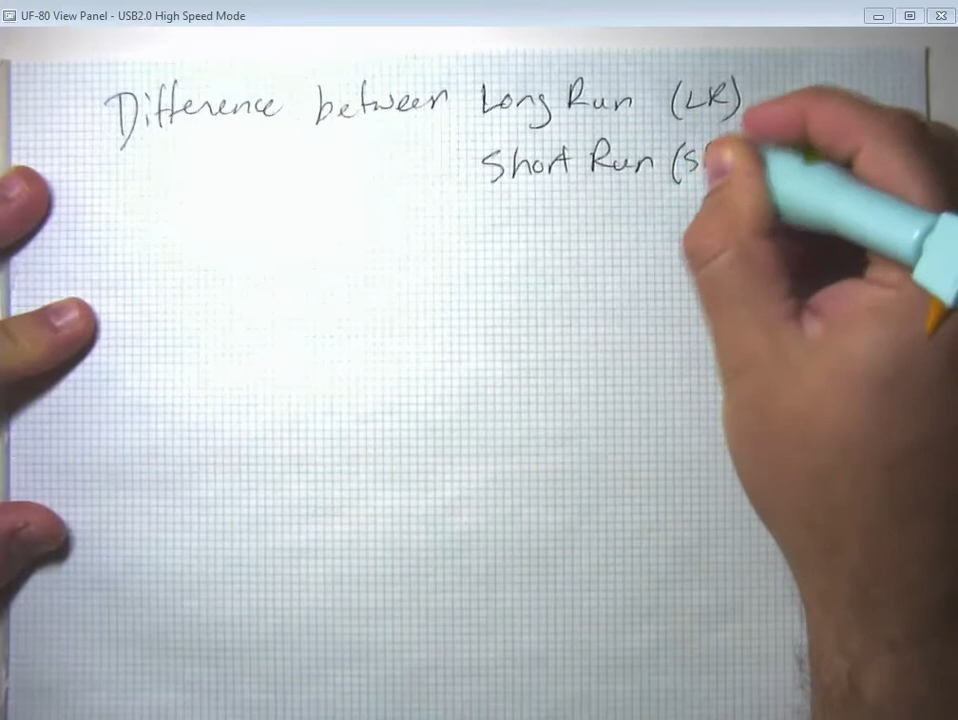 UF-80 View Panel - USB2.0 High Speed Mode
Difference between Long Run (LR)
Short Run (S